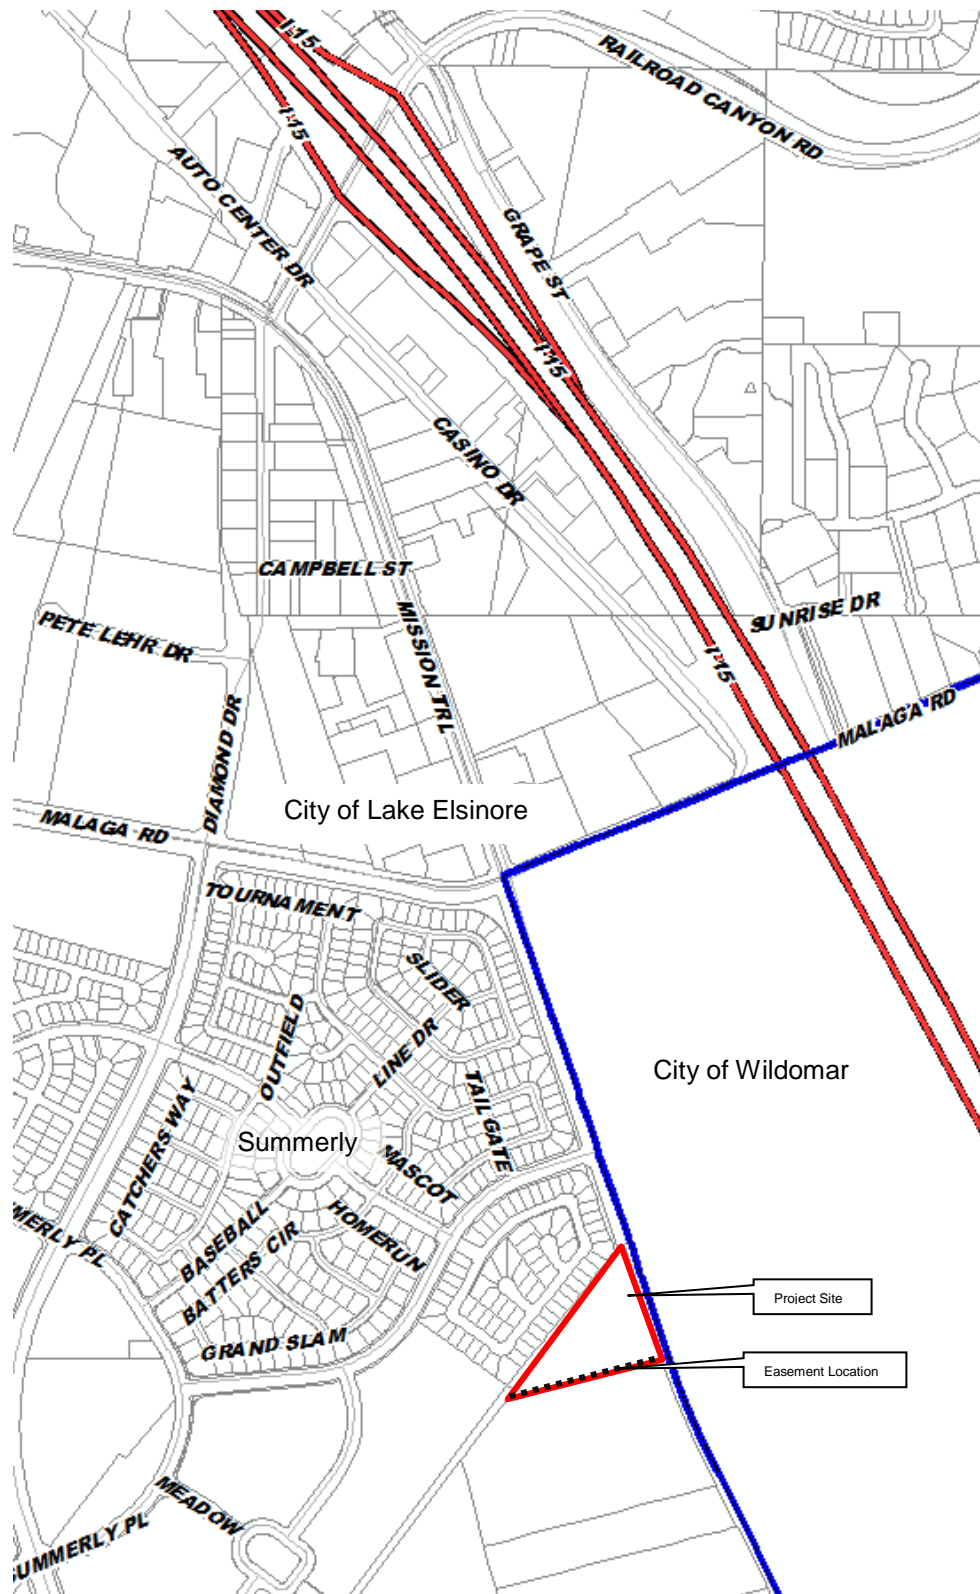 I-15
RAILROAD CANYON RD
I-15
AUTO CENTER DR
GRAPE ST
I-15
CASINO DR
CAMPBELL ST
SUNRISE DR
PETE LEHR DR
MISSION TRL
I-15
MALAGA RD
DIAMOND DR
City of Lake Elsinore
MALAGA RD
TOURNAMENT
SLIDER
OUTFIELD
LINE DR
City of Wildomar
TAILGATE
CATCHERS WAY
Summerly
MASCOT
BASEBALL
HOMERUN
BATTERS CIR
MERLY PL
Project Site
GRAND SLAM
Easement Location
MEADOW
SUMMERLY PL